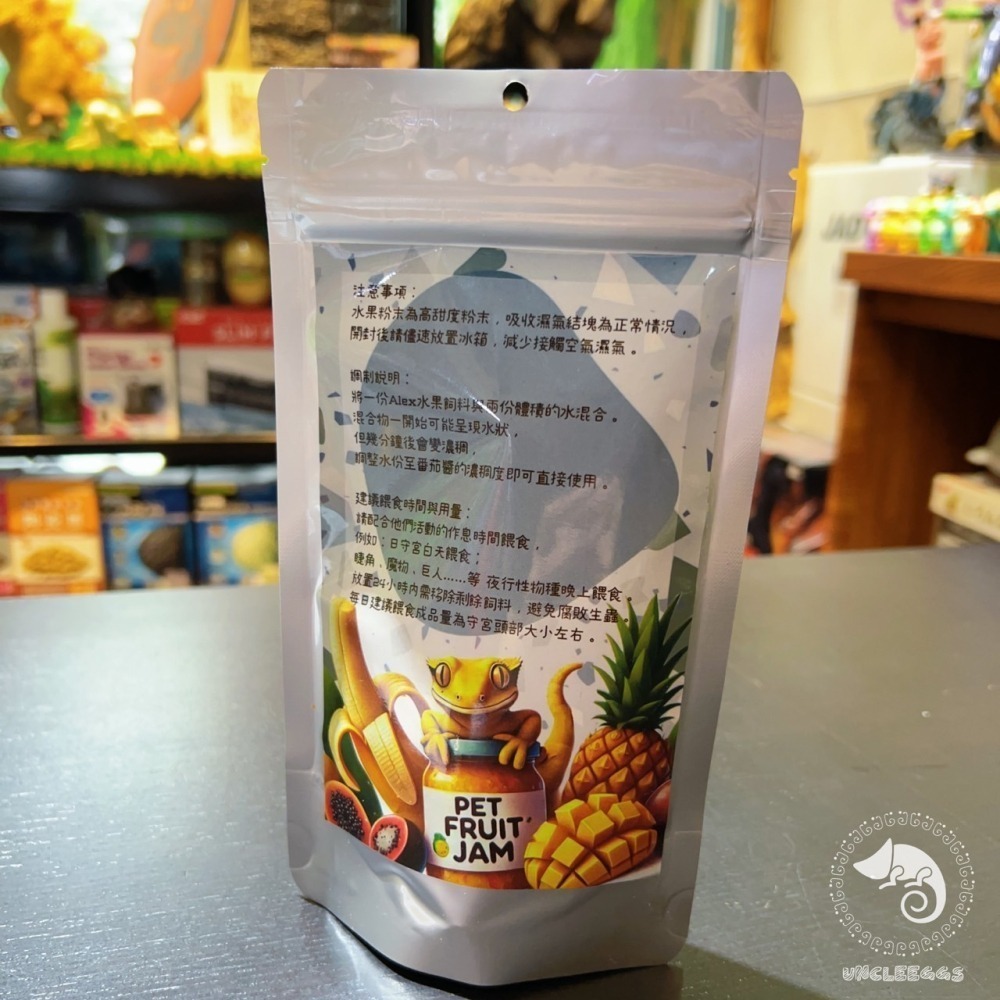 注意事項：
水果粉末為高甜度粉末，吸收濕氣結塊為正常情況，
開封後請儘速放置冰箱，減少接觸空氣濕氣。
調制說明：
將一份Alex水果飼料與兩份體積的水混合。
混合物一開始可能呈現水狀，
但幾分鐘後會變濃稠，
調整水份至番茄醬的濃稠度即可直接使用。
建議餵食時間與用量：
請配合他們活動的作息時間餵食，
例如：日守宮白天餵食；
睫角，魔物，巨人......等 夜行性物種晚上餵食。
放置24小時內需移除剩餘飼料，避免腐敗生蟲。
每日建議餵食成品量為守宮頭部大小左右。
PET
FRUIT
JAM
UNCLEEGGS